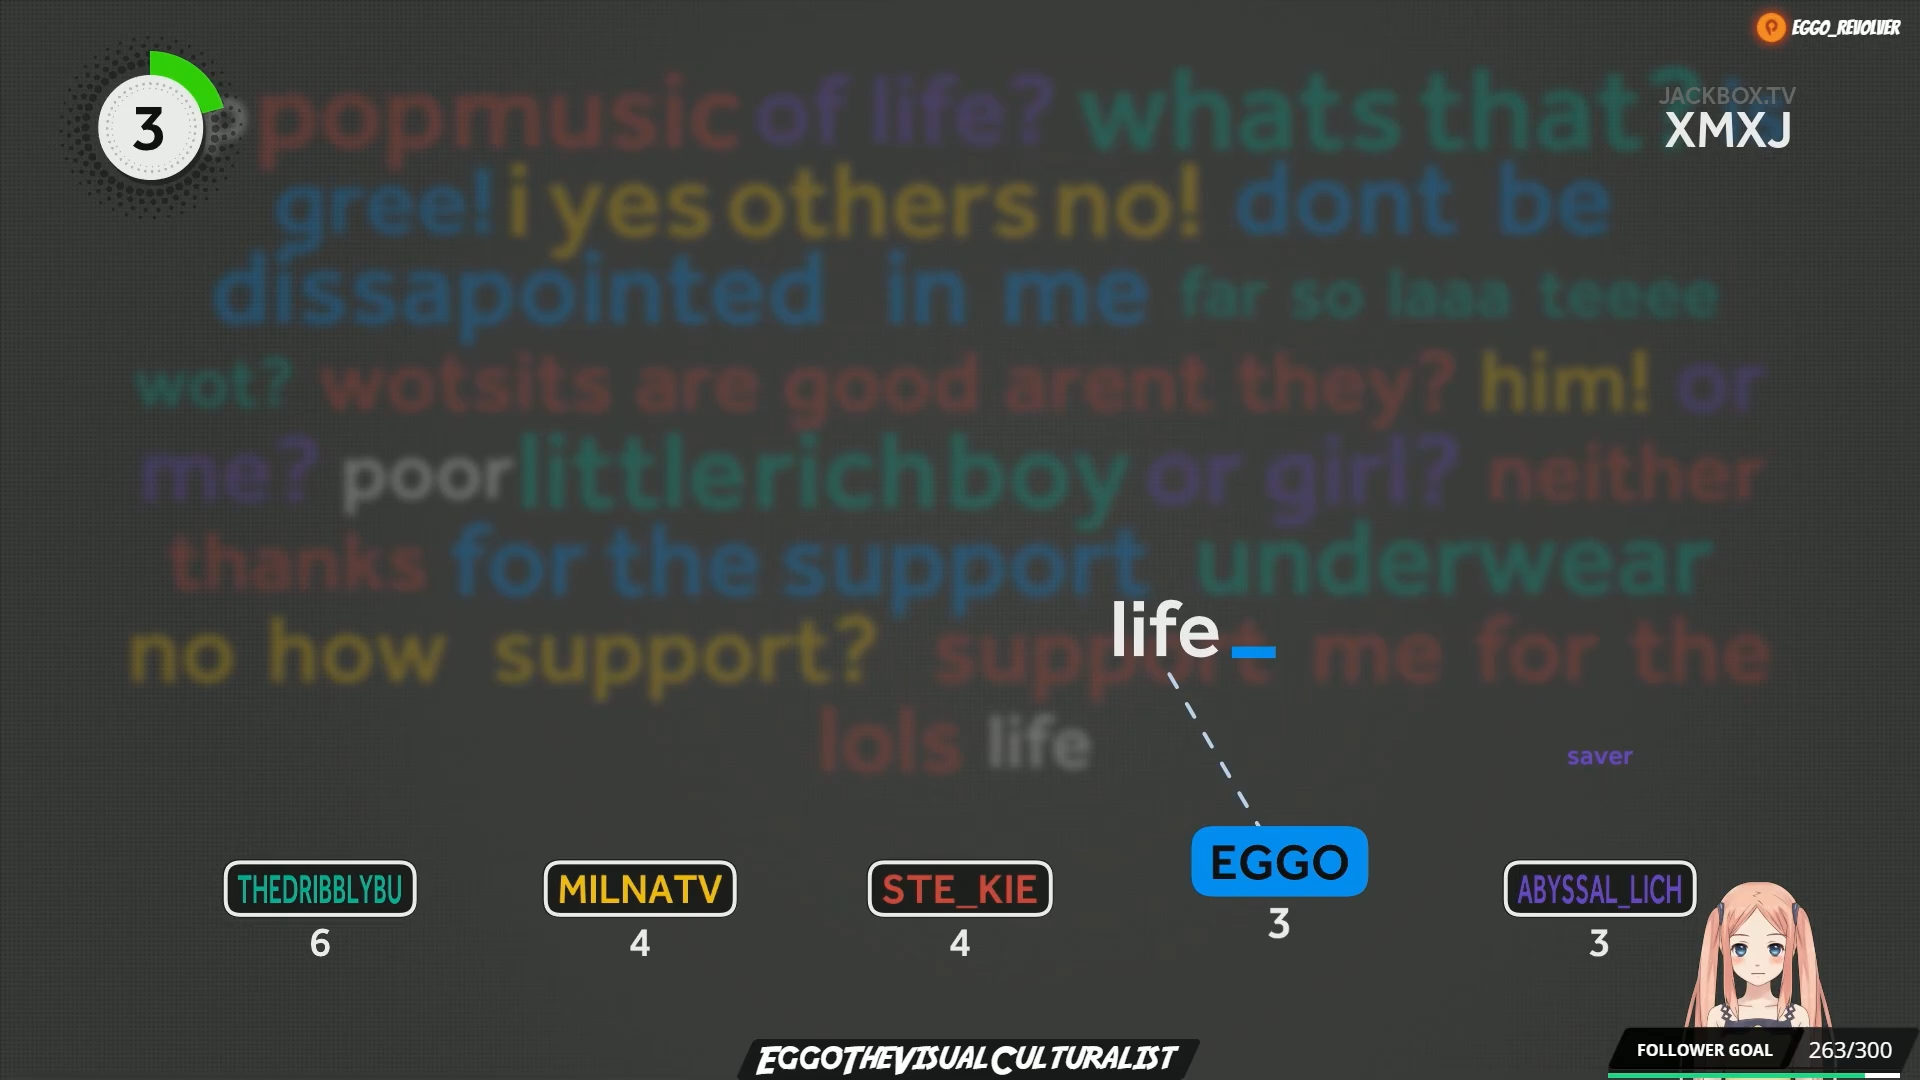 EGGO_REVOLVER
3
JACKBOX.TV
XMXJ
popmusic of life? whats that?
gree! i yes others no! dont be
dissapointed in me far so laaa teeee
wot? wotsits are good arent they? him! or
me? poor littlerichboy or girl? neither
thanks for the support underwear
no how support? support me for the
lols life
life_
saver
THEDRIBBLYBU
6
MILNATV
4
STE_KIE
4
EGGO
3
ABYSSAL_LICH
3
EGGOTHEVISUALCULTURALIST
FOLLOWER GOAL 263/300